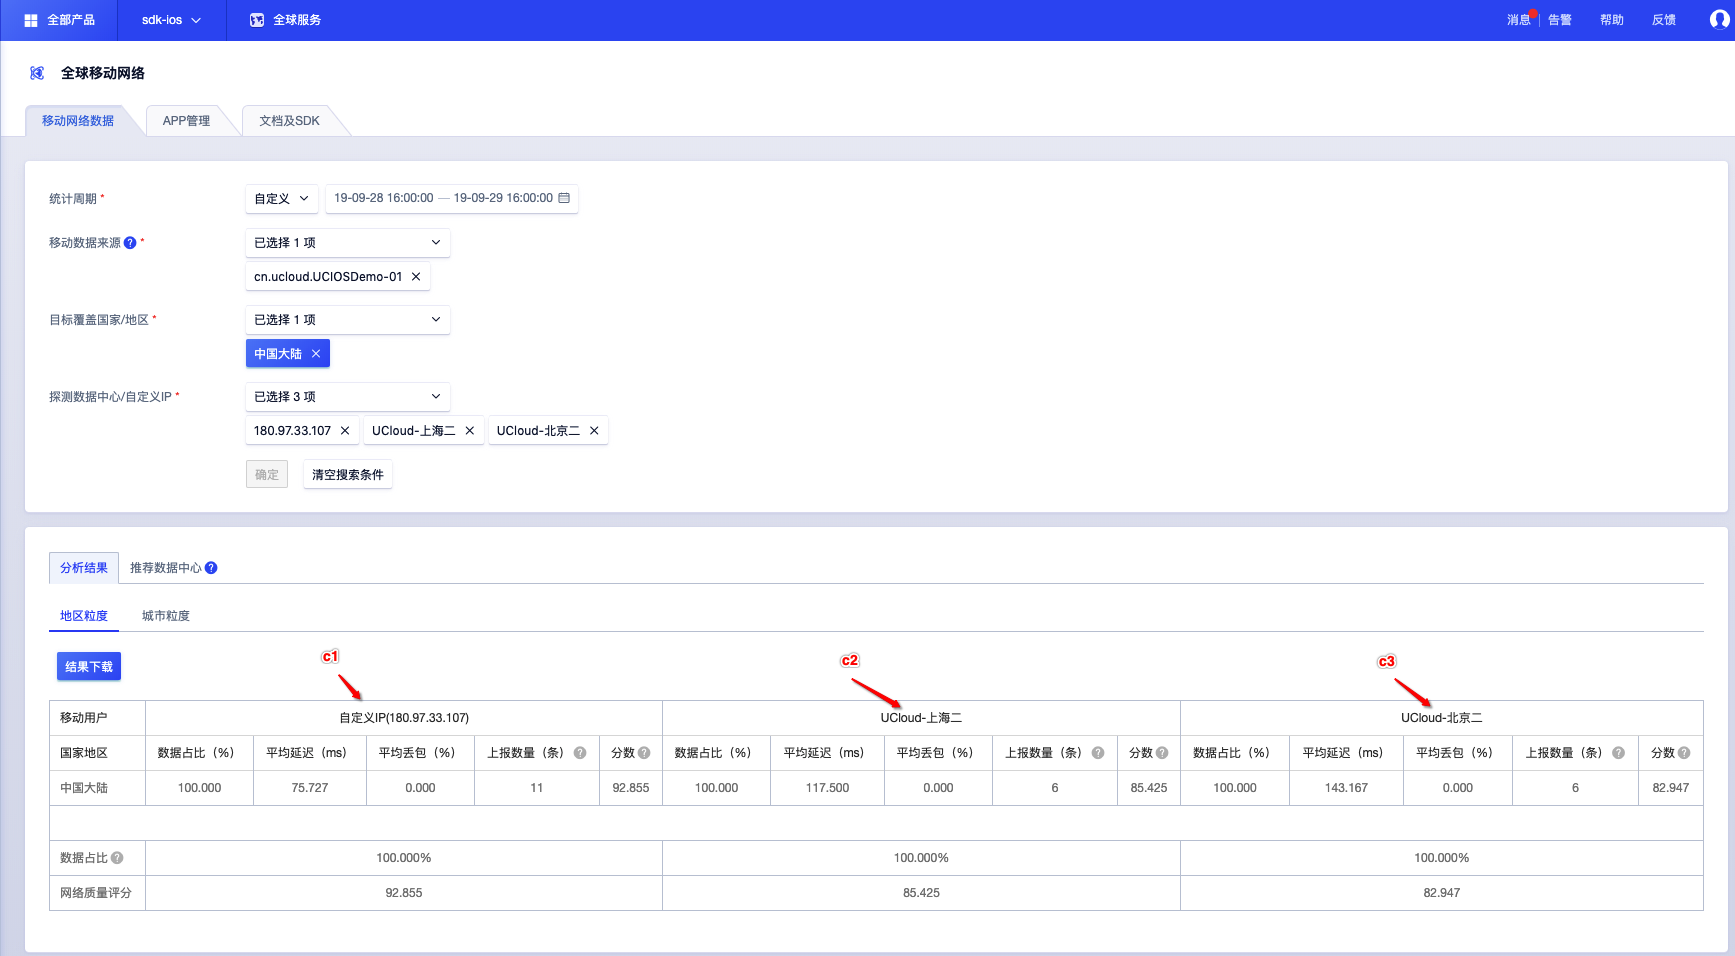 全部产品 sdk-ios 全球服务 消息 告警 帮助 反馈
全球移动网络
移动网络数据 APP管理 文档及SDK
统计周期 * 自定义 19-09-28 16:00:00 — 19-09-29 16:00:00
移动数据来源 ? * 已选择 1 项
cn.ucloud.UCIOSDemo-01 ×
目标覆盖国家/地区 * 已选择 1 项
中国大陆 ×
探测数据中心/自定义IP * 已选择 3 项
180.97.33.107 × UCloud-上海二 × UCloud-北京二 ×
确定 清空搜索条件
分析结果 推荐数据中心 ?
地区粒度 城市粒度
c1 c2 c3
结果下载
移动用户 自定义IP(180.97.33.107) UCloud-上海二 UCloud-北京二
国家地区 数据占比（%） 平均延迟（ms） 平均丢包（%） 上报数量（条） ? 分数 ? 数据占比（%） 平均延迟（ms） 平均丢包（%） 上报数量（条） ? 分数 ? 数据占比（%） 平均延迟（ms） 平均丢包（%） 上报数量（条） ? 分数 ?
中国大陆 100.000 75.727 0.000 11 92.855 100.000 117.500 0.000 6 85.425 100.000 143.167 0.000 6 82.947
数据占比 ? 100.000% 100.000% 100.000%
网络质量评分 92.855 85.425 82.947